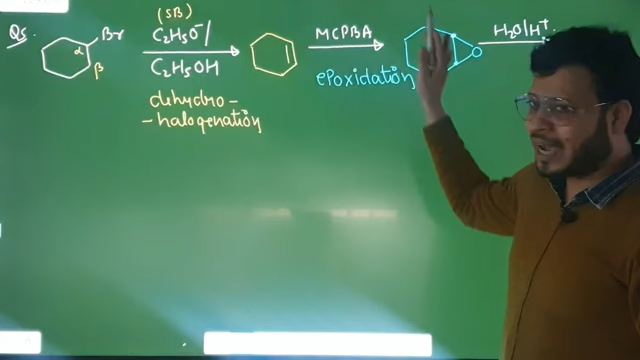 Qs.
Br
α
β
(SB)
C2H5O⁻/
C2H5OH
dehydro-
-halogenation
MCPBA
epoxidation
O
H2O/H⁺